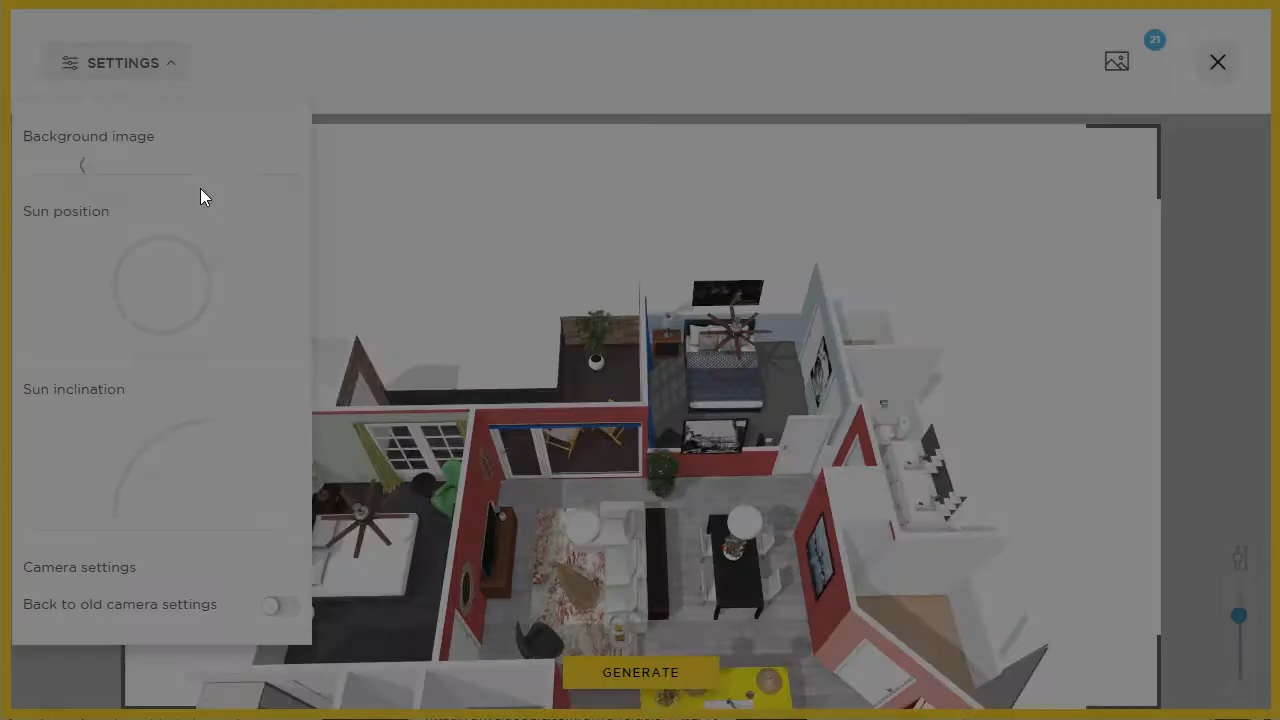 SETTINGS
21
Background image
Sun position
Sun inclination
Camera settings
Back to old camera settings
GENERATE